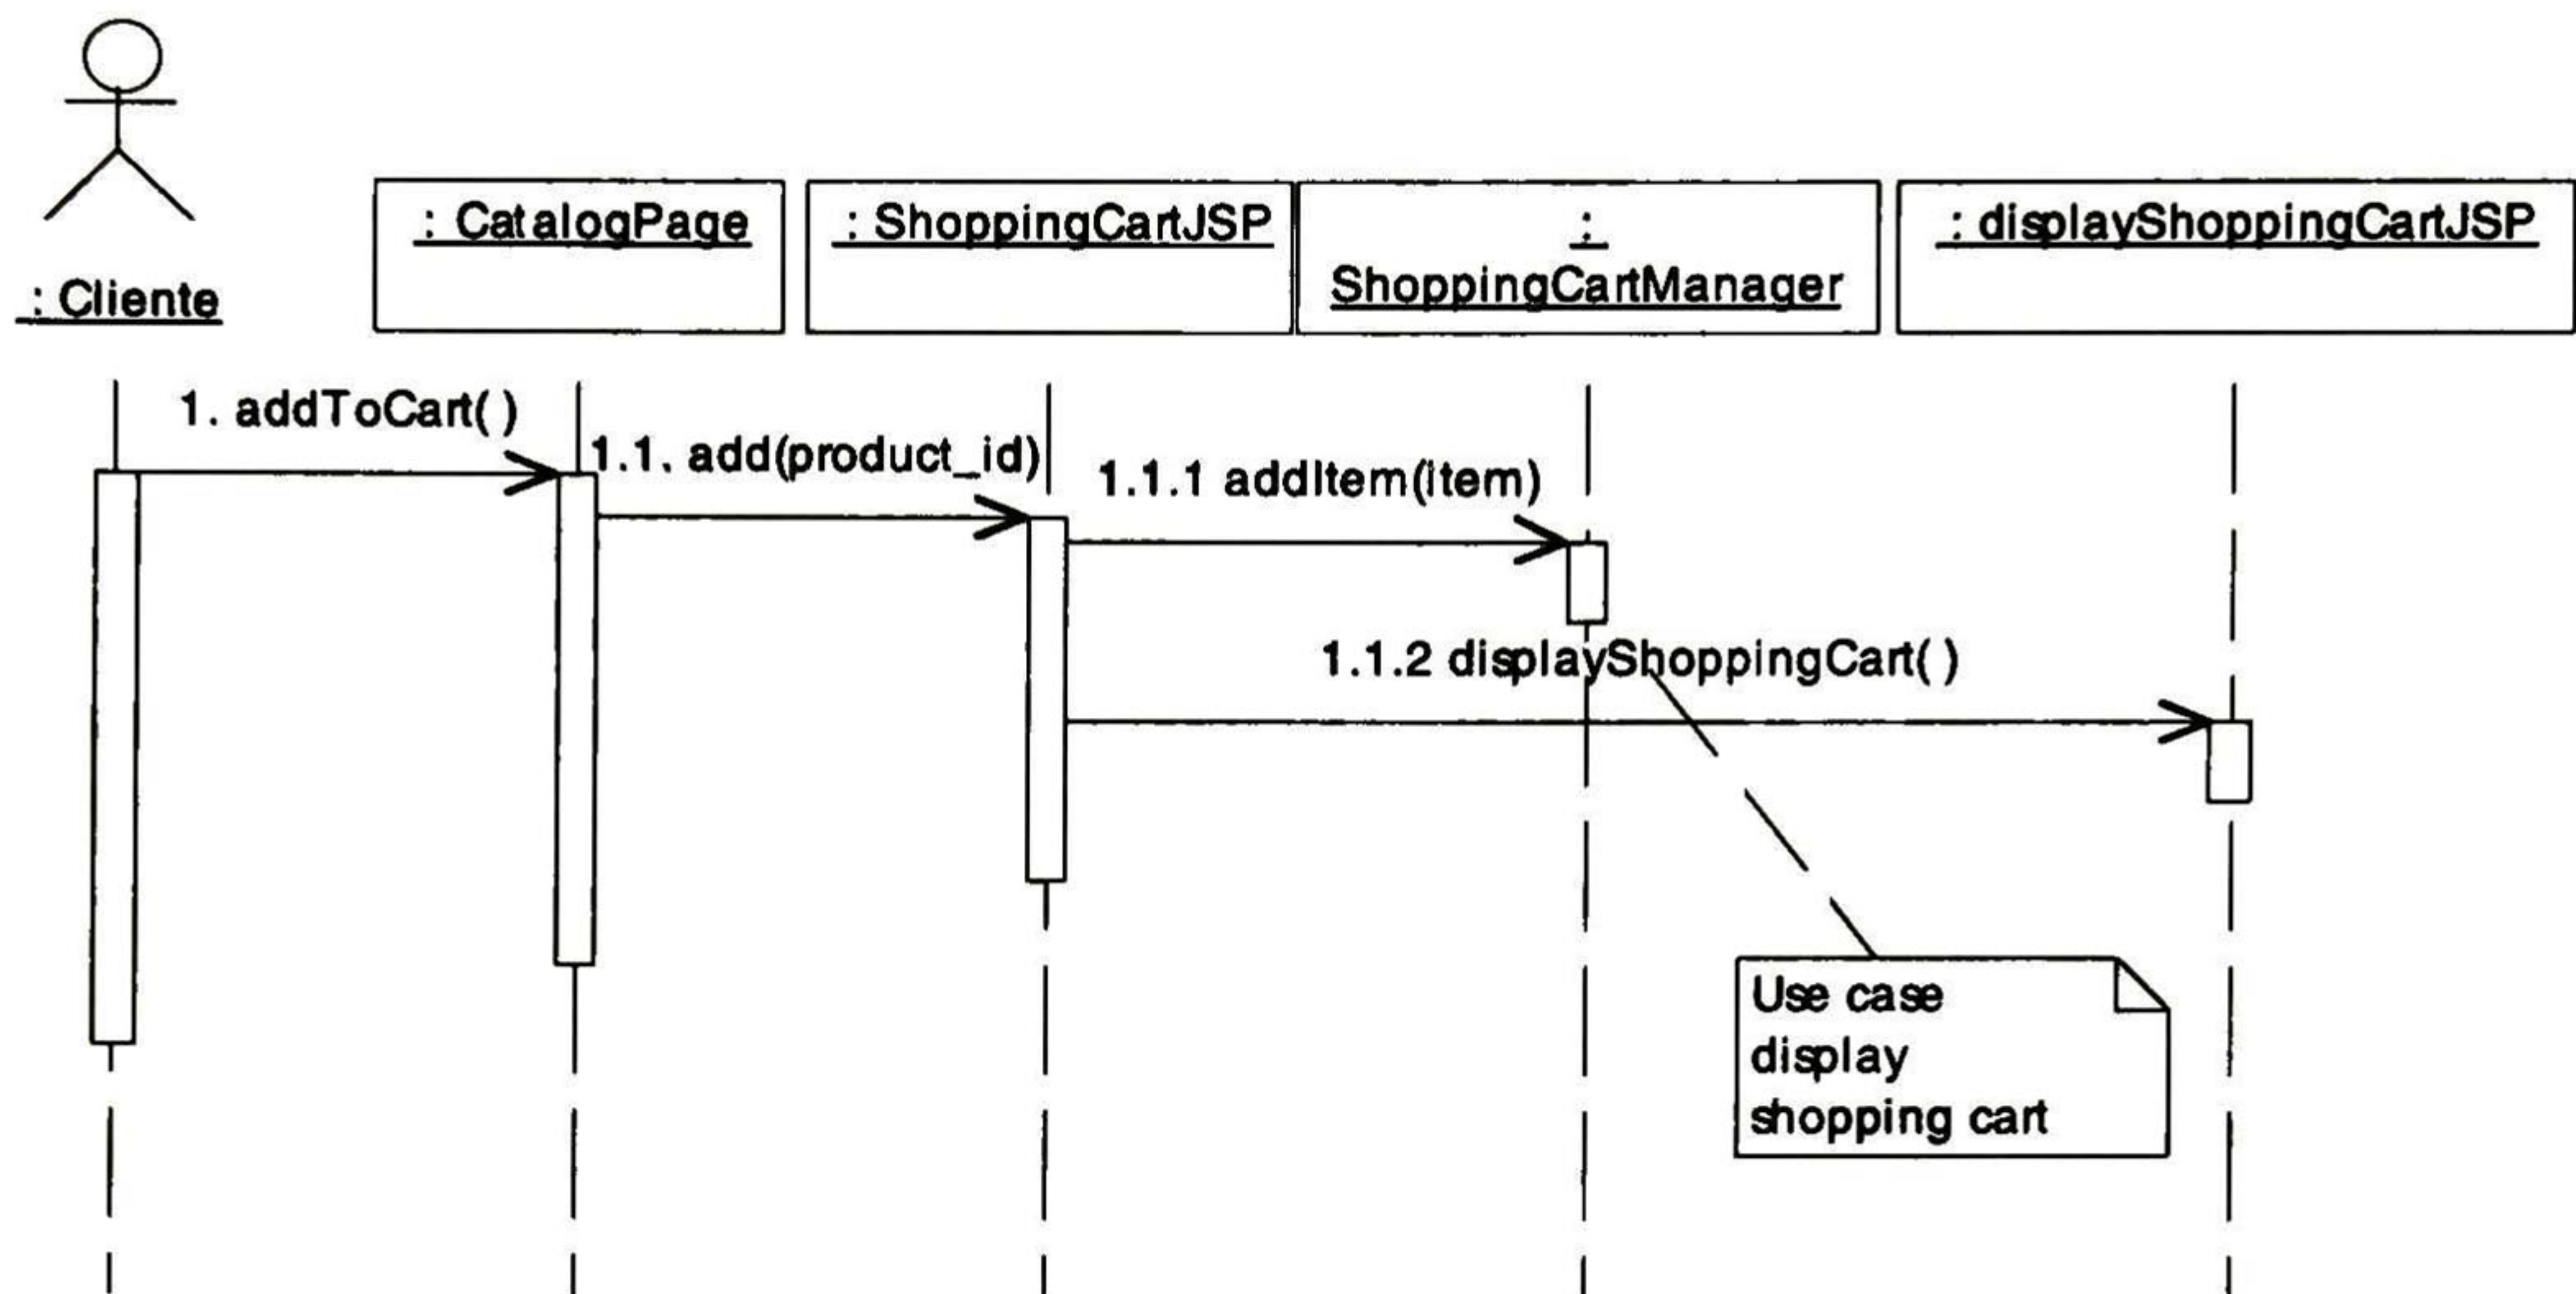 : CatalogPage
: ShoppingCartJSP
:
ShoppingCartManager
: displayShoppingCartJSP
: Cliente
1. addToCart( )
1.1. add(product_id)
1.1.1 addItem(item)
1.1.2 displayShoppingCart( )
Use case
display
shopping cart